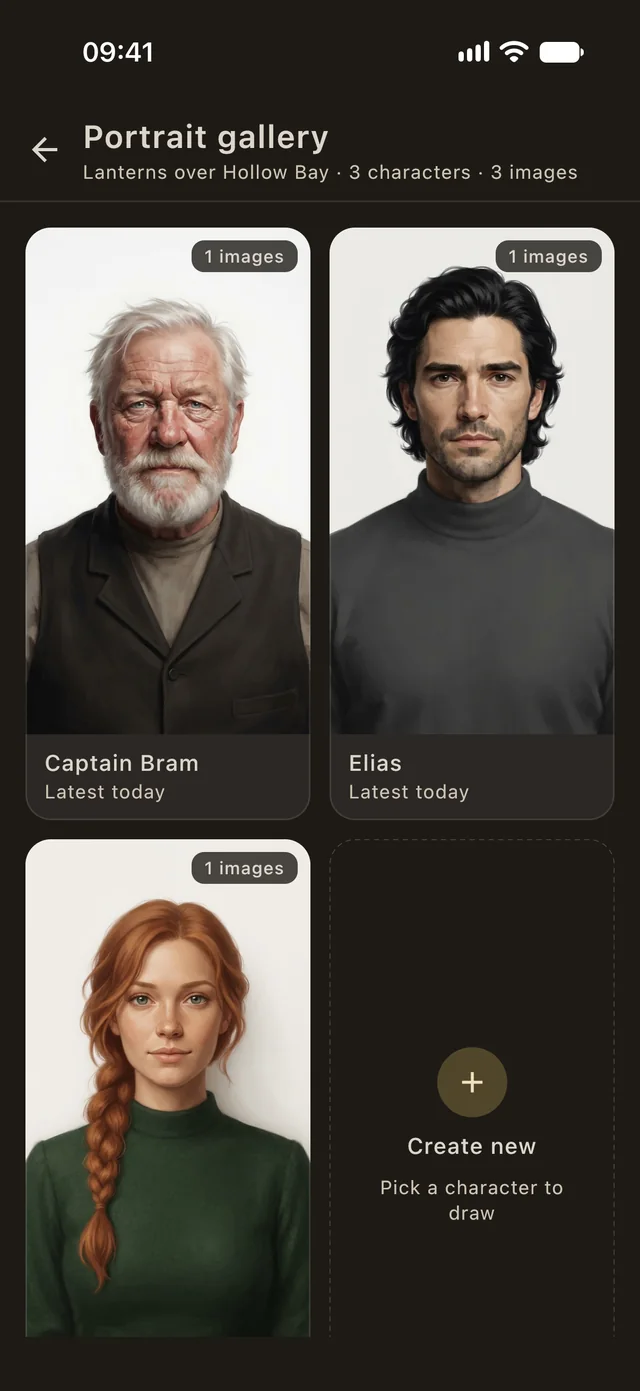 09:41
Portrait gallery
Lanterns over Hollow Bay · 3 characters · 3 images
1 images
1 images
Captain Bram
Latest today
Elias
Latest today
1 images
Create new
Pick a character to
draw